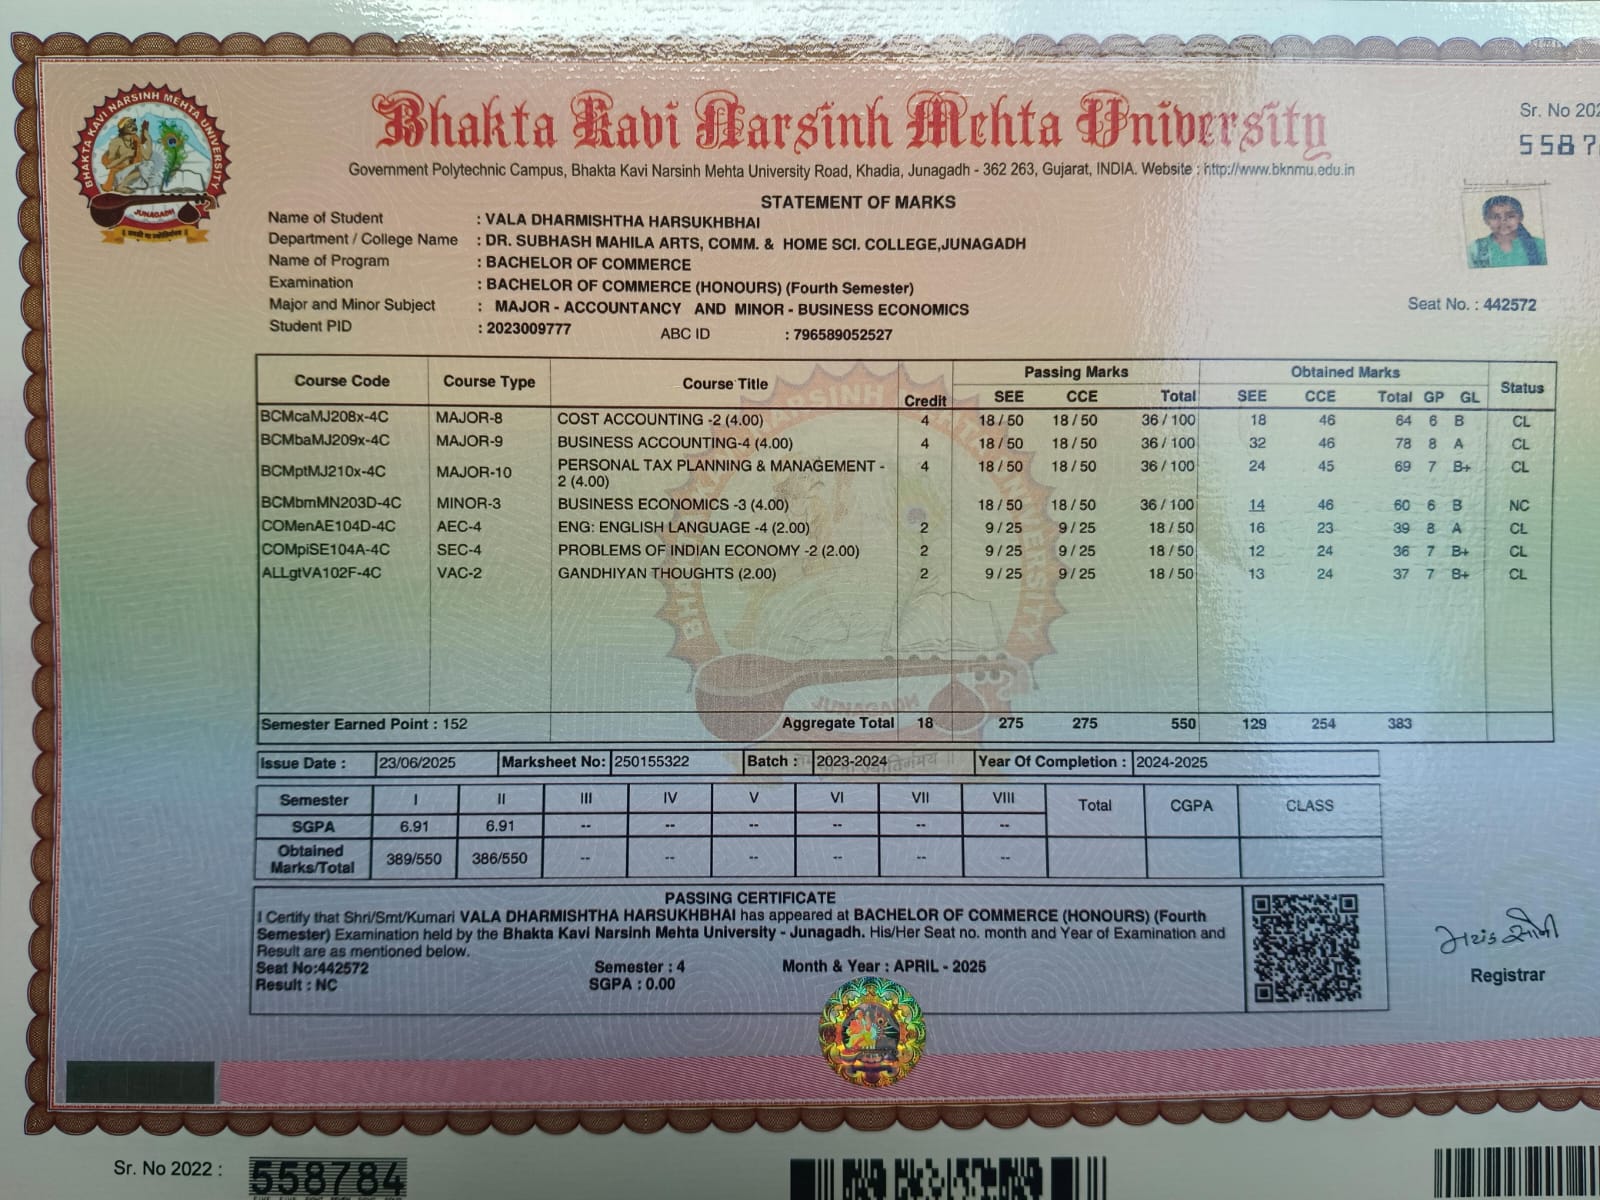 BHAKTA KAVI NARSINH MEHTA UNIVERSITY
JUNAGADH
Bhakta Kavi Narsinh Mehta University
Sr. No 202
5587
Government Polytechnic Campus, Bhakta Kavi Narsinh Mehta University Road, Khadia, Junagadh - 362 263, Gujarat, INDIA. Website : http://www.bknmu.edu.in
STATEMENT OF MARKS
Name of Student : VALA DHARMISHTHA HARSUKHBHAI
Department / College Name : DR. SUBHASH MAHILA ARTS, COMM. & HOME SCI. COLLEGE,JUNAGADH
Name of Program : BACHELOR OF COMMERCE
Examination : BACHELOR OF COMMERCE (HONOURS) (Fourth Semester)
Major and Minor Subject : MAJOR - ACCOUNTANCY AND MINOR - BUSINESS ECONOMICS
Seat No. : 442572
Student PID : 2023009777 ABC ID : 796589052527
Course Code Course Type Course Title Credit Passing Marks Obtained Marks Status
SEE CCE Total SEE CCE Total GP GL
BCMcaMJ208x-4C MAJOR-8 COST ACCOUNTING -2 (4.00) 4 18 / 50 18 / 50 36 / 100 18 46 64 6 B CL
BCMbaMJ209x-4C MAJOR-9 BUSINESS ACCOUNTING-4 (4.00) 4 18 / 50 18 / 50 36 / 100 32 46 78 8 A CL
BCMptMJ210x-4C MAJOR-10 PERSONAL TAX PLANNING & MANAGEMENT - 4 18 / 50 18 / 50 36 / 100 24 45 69 7 B+ CL
2 (4.00)
BCMbmMN203D-4C MINOR-3 BUSINESS ECONOMICS -3 (4.00) 18 / 50 18 / 50 36 / 100 14 46 60 6 B NC
COMenAE104D-4C AEC-4 ENG: ENGLISH LANGUAGE -4 (2.00) 2 9 / 25 9 / 25 18 / 50 16 23 39 8 A CL
COMpiSE104A-4C SEC-4 PROBLEMS OF INDIAN ECONOMY -2 (2.00) 2 9 / 25 9 / 25 18 / 50 12 24 36 7 B+ CL
ALLgtVA102F-4C VAC-2 GANDHIYAN THOUGHTS (2.00) 2 9 / 25 9 / 25 18 / 50 13 24 37 7 B+ CL
Semester Earned Point : 152 Aggregate Total 18 275 275 550 129 254 383
Issue Date : 23/06/2025 Marksheet No: 250155322 Batch : 2023-2024 Year Of Completion : 2024-2025
Semester I II III IV V VI VII VIII Total CGPA CLASS
SGPA 6.91 6.91 -- -- -- -- -- --
Obtained Marks/Total 389/550 386/550 -- -- -- -- -- --
PASSING CERTIFICATE
I Certify that Shri/Smt/Kumari VALA DHARMISHTHA HARSUKHBHAI has appeared at BACHELOR OF COMMERCE (HONOURS) (Fourth
Semester) Examination held by the Bhakta Kavi Narsinh Mehta University - Junagadh. His/Her Seat no. month and Year of Examination and
Result are as mentioned below.
Seat No:442572 Semester : 4 Month & Year : APRIL - 2025
Result : NC SGPA : 0.00
Registrar
Sr. No 2022 : 558784